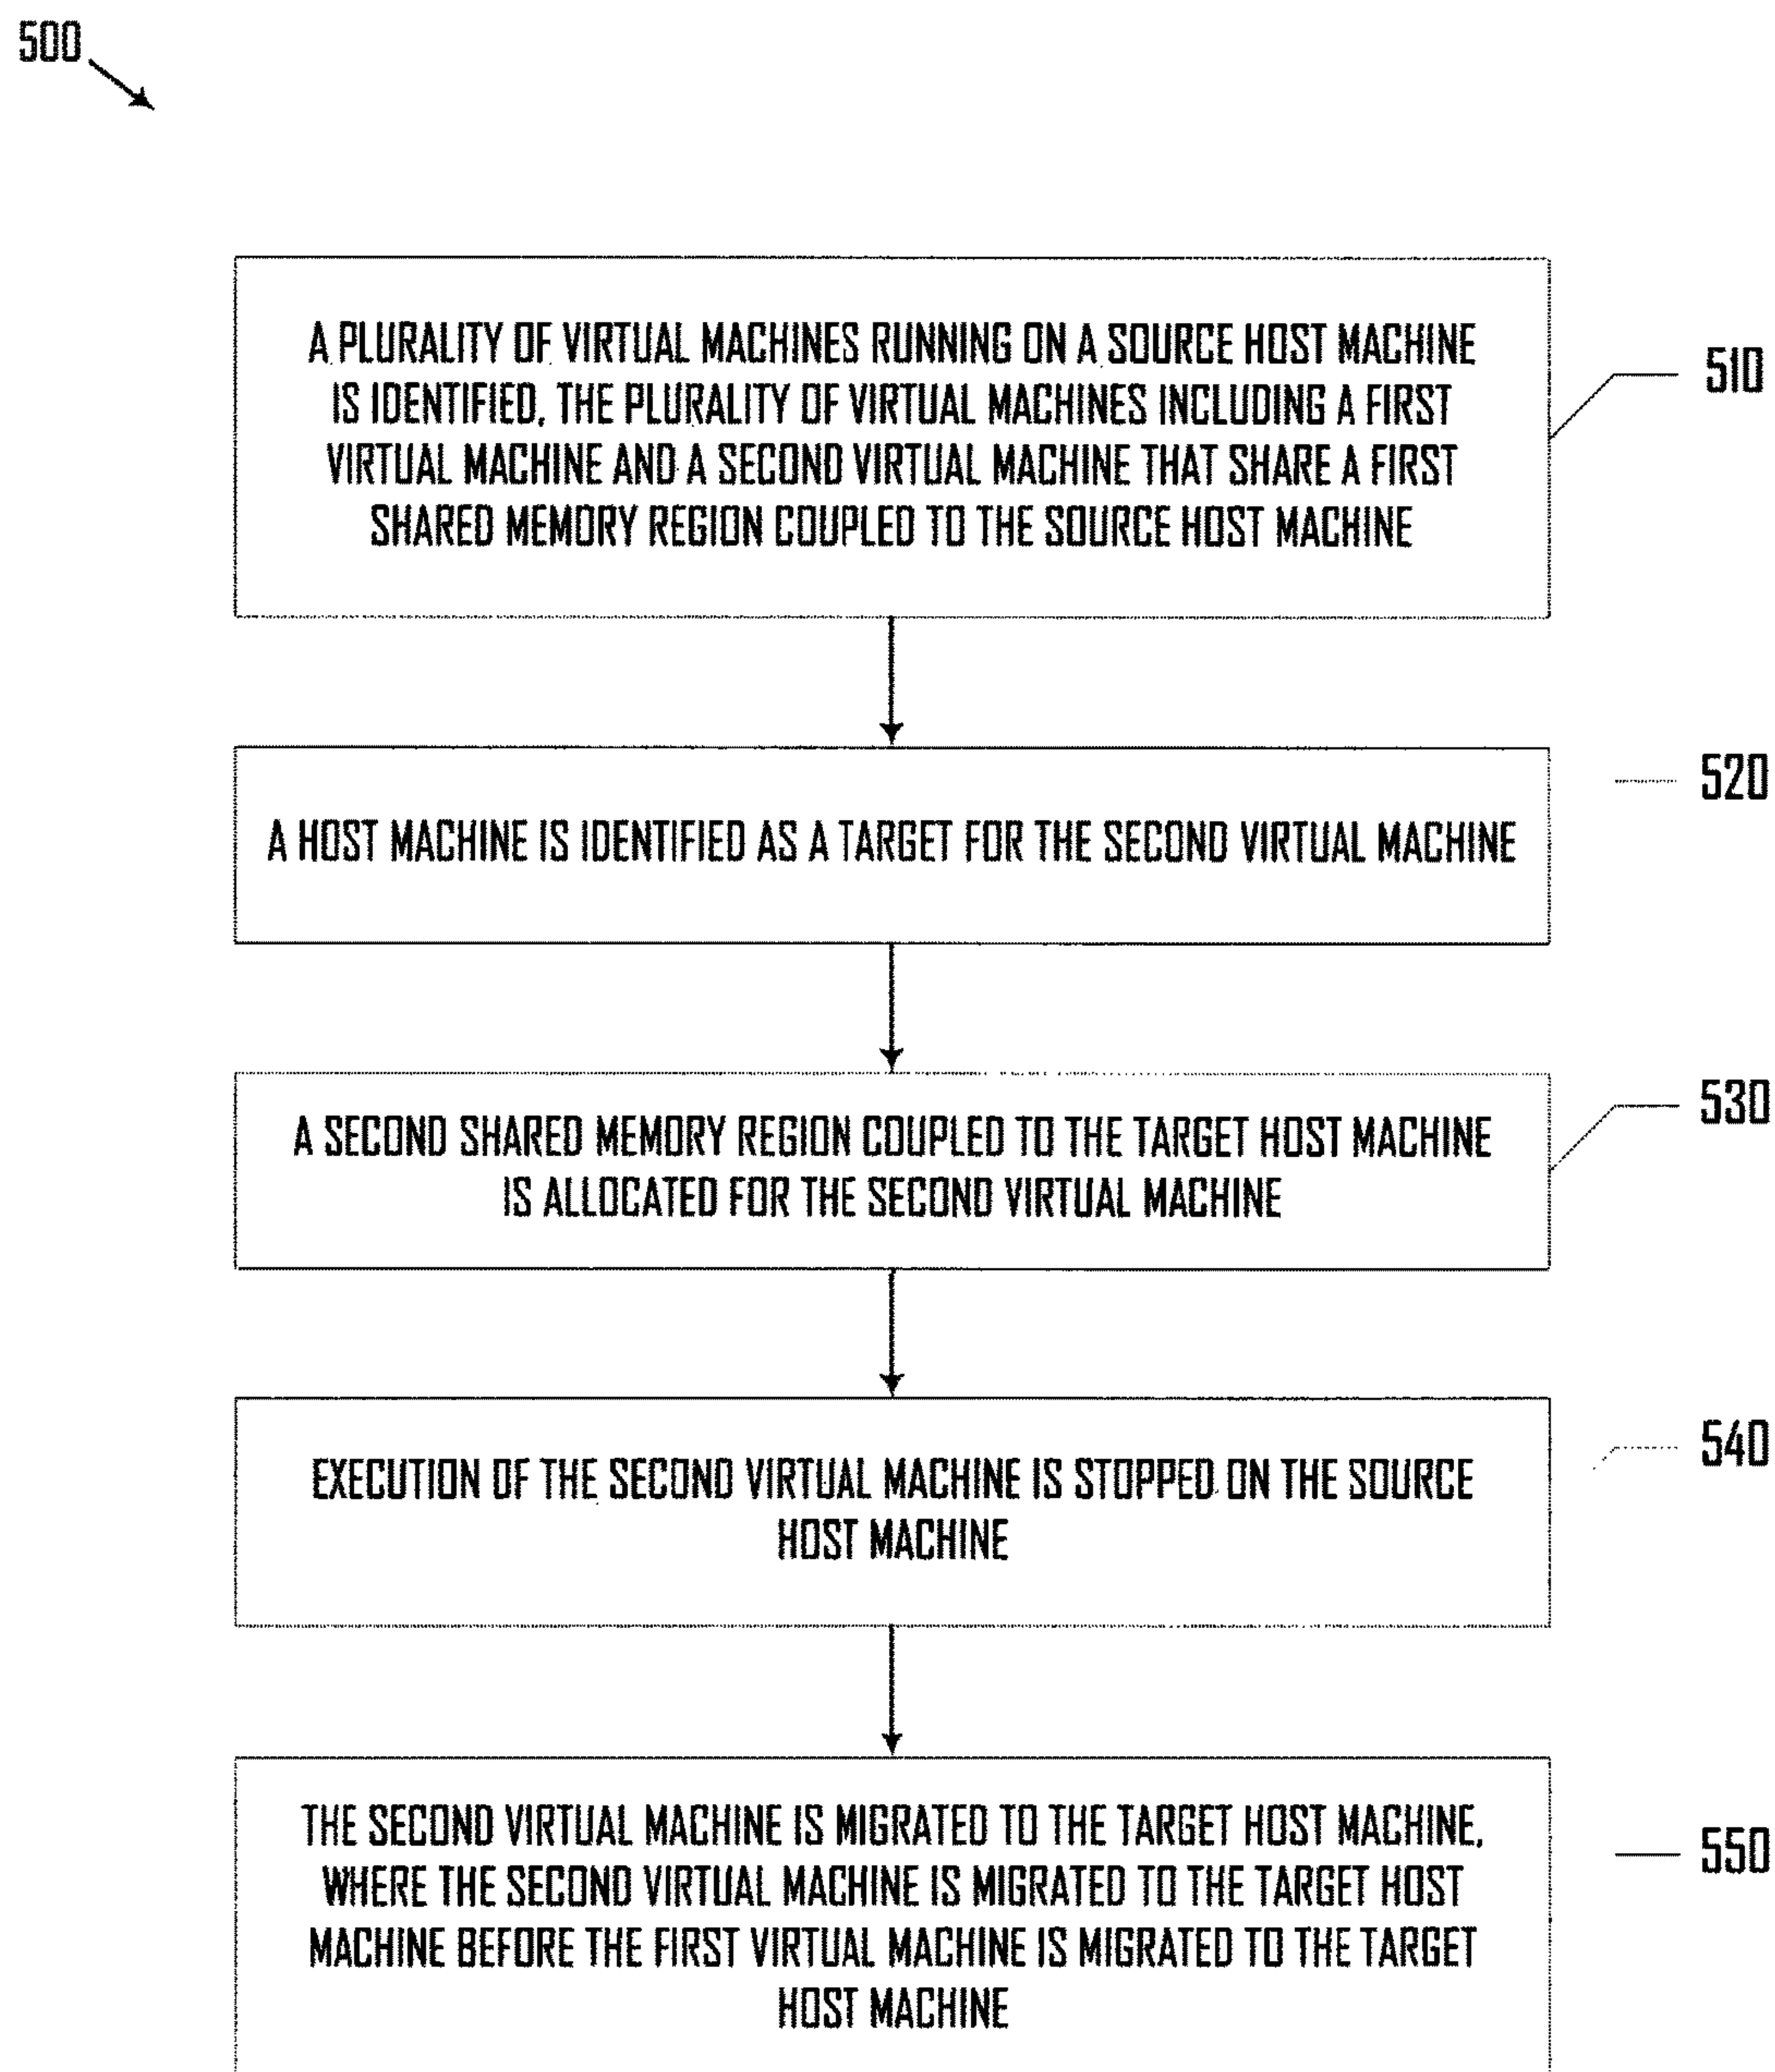 500
A PLURALITY OF VIRTUAL MACHINES RUNNING ON A SOURCE HOST MACHINE
IS IDENTIFIED, THE PLURALITY OF VIRTUAL MACHINES INCLUDING A FIRST
VIRTUAL MACHINE AND A SECOND VIRTUAL MACHINE THAT SHARE A FIRST
SHARED MEMORY REGION COUPLED TO THE SOURCE HOST MACHINE
510
A HOST MACHINE IS IDENTIFIED AS A TARGET FOR THE SECOND VIRTUAL MACHINE
520
A SECOND SHARED MEMORY REGION COUPLED TO THE TARGET HOST MACHINE
IS ALLOCATED FOR THE SECOND VIRTUAL MACHINE
530
EXECUTION OF THE SECOND VIRTUAL MACHINE IS STOPPED ON THE SOURCE
HOST MACHINE
540
THE SECOND VIRTUAL MACHINE IS MIGRATED TO THE TARGET HOST MACHINE,
WHERE THE SECOND VIRTUAL MACHINE IS MIGRATED TO THE TARGET HOST
MACHINE BEFORE THE FIRST VIRTUAL MACHINE IS MIGRATED TO THE TARGET
HOST MACHINE
550